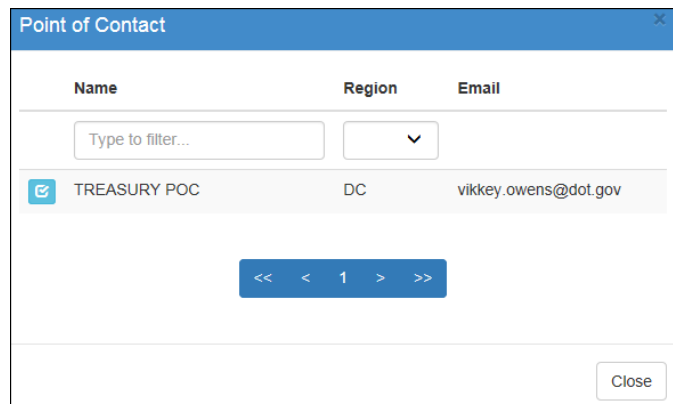 Point of Contact ×
Name Region Email
Type to filter...
TREASURY POC DC vikkey.owens@dot.gov
<< < 1 > >>
Close